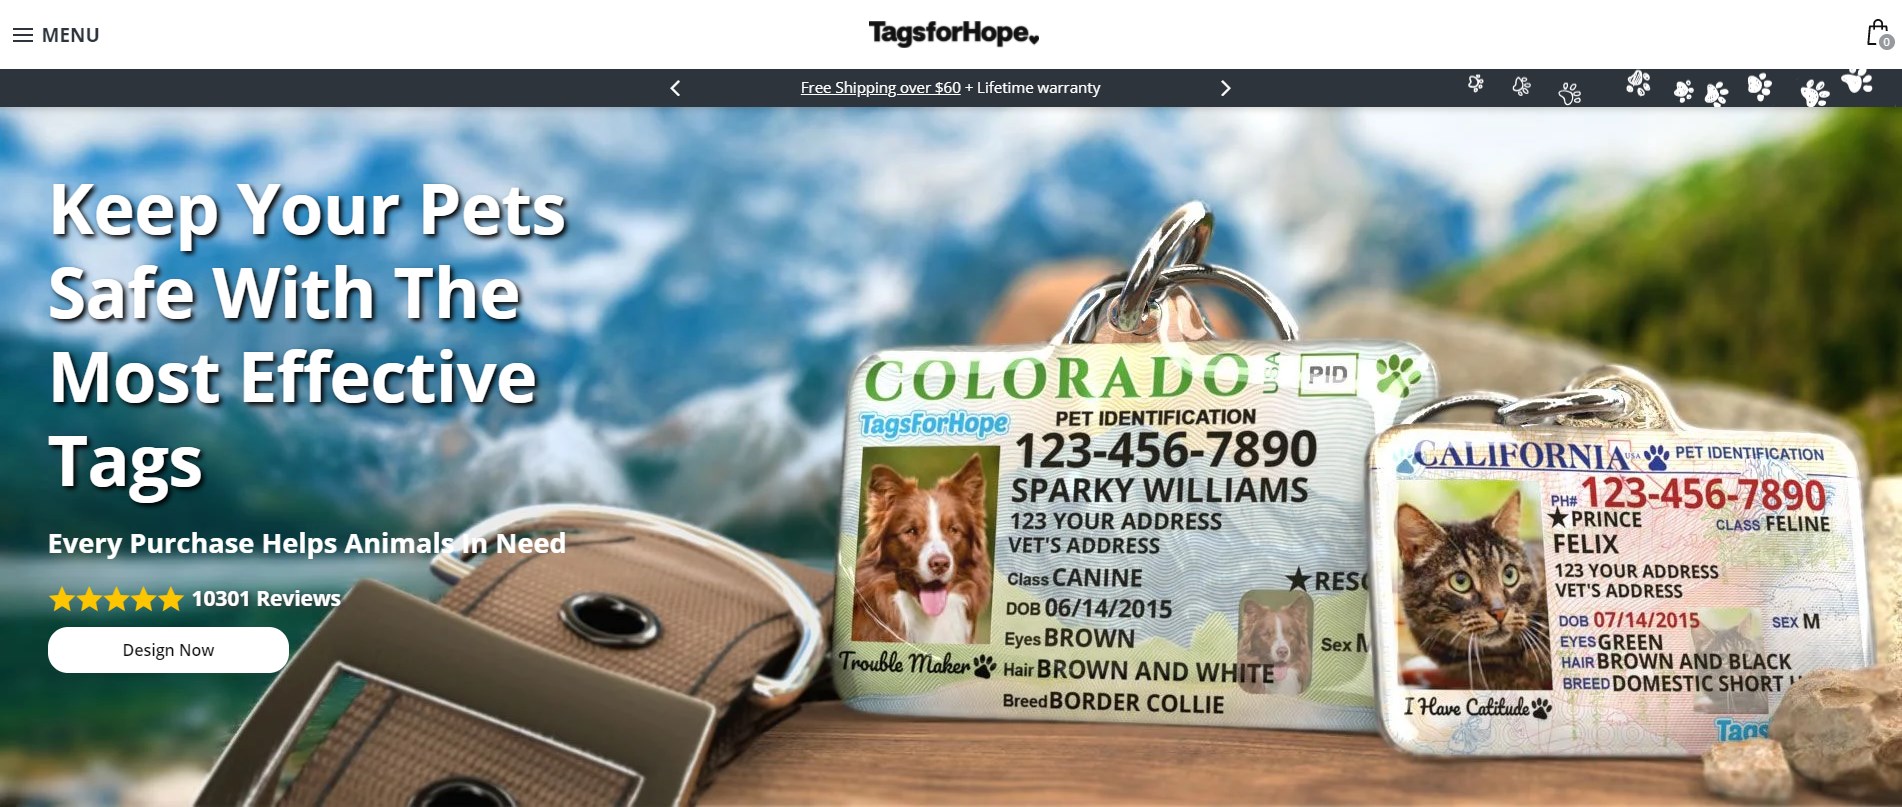 MENU
TagsforHope
0
Free Shipping over $60 + Lifetime warranty
Keep Your Pets
Safe With The
Most Effective
Tags
Every Purchase Helps Animals In Need
10301 Reviews
Design Now
COLORADO USA PID
TagsForHope
PET IDENTIFICATION
123-456-7890
SPARKY WILLIAMS
123 YOUR ADDRESS
VET'S ADDRESS
Class CANINE
DOB 06/14/2015
Eyes BROWN
Sex M
Hair BROWN AND WHITE
Breed BORDER COLLIE
Trouble Maker
CALIFORNIA USA PET IDENTIFICATION
PH# 123-456-7890
PRINCE
CLASS FELINE
FELIX
123 YOUR ADDRESS
VET'S ADDRESS
DOB 07/14/2015
SEX M
EYES GREEN
HAIR BROWN AND BLACK
BREED DOMESTIC SHORT
I Have Catitude
Tags